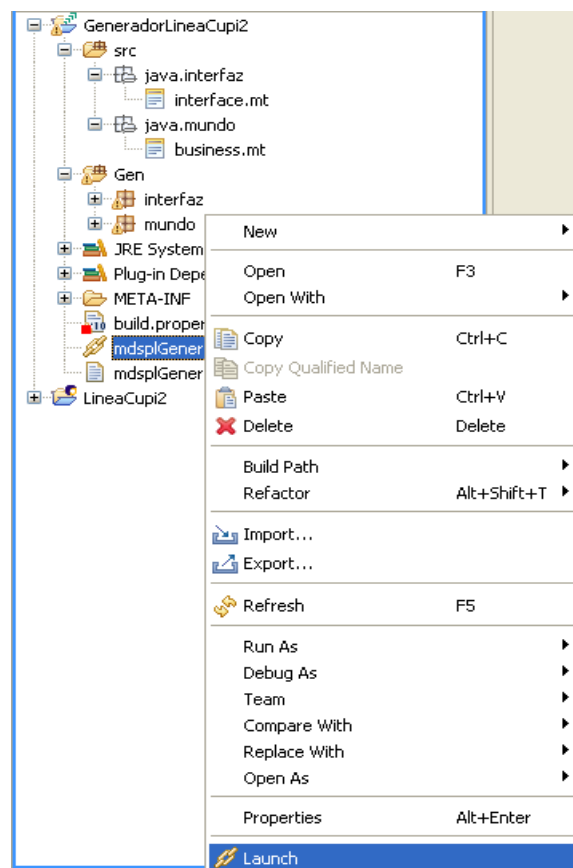 GeneradorLineaCupi2
src
java.interfaz
interface.mt
java.mundo
business.mt
Gen
interfaz
mundo
JRE System
Plug-in Depe
META-INF
build.proper
mdsplGener
mdsplGener
LineaCupi2
New
Open F3
Open With
Copy Ctrl+C
Copy Qualified Name
Paste Ctrl+V
Delete Delete
Build Path
Refactor Alt+Shift+T
Import...
Export...
Refresh F5
Run As
Debug As
Team
Compare With
Replace With
Open As
Properties Alt+Enter
Launch